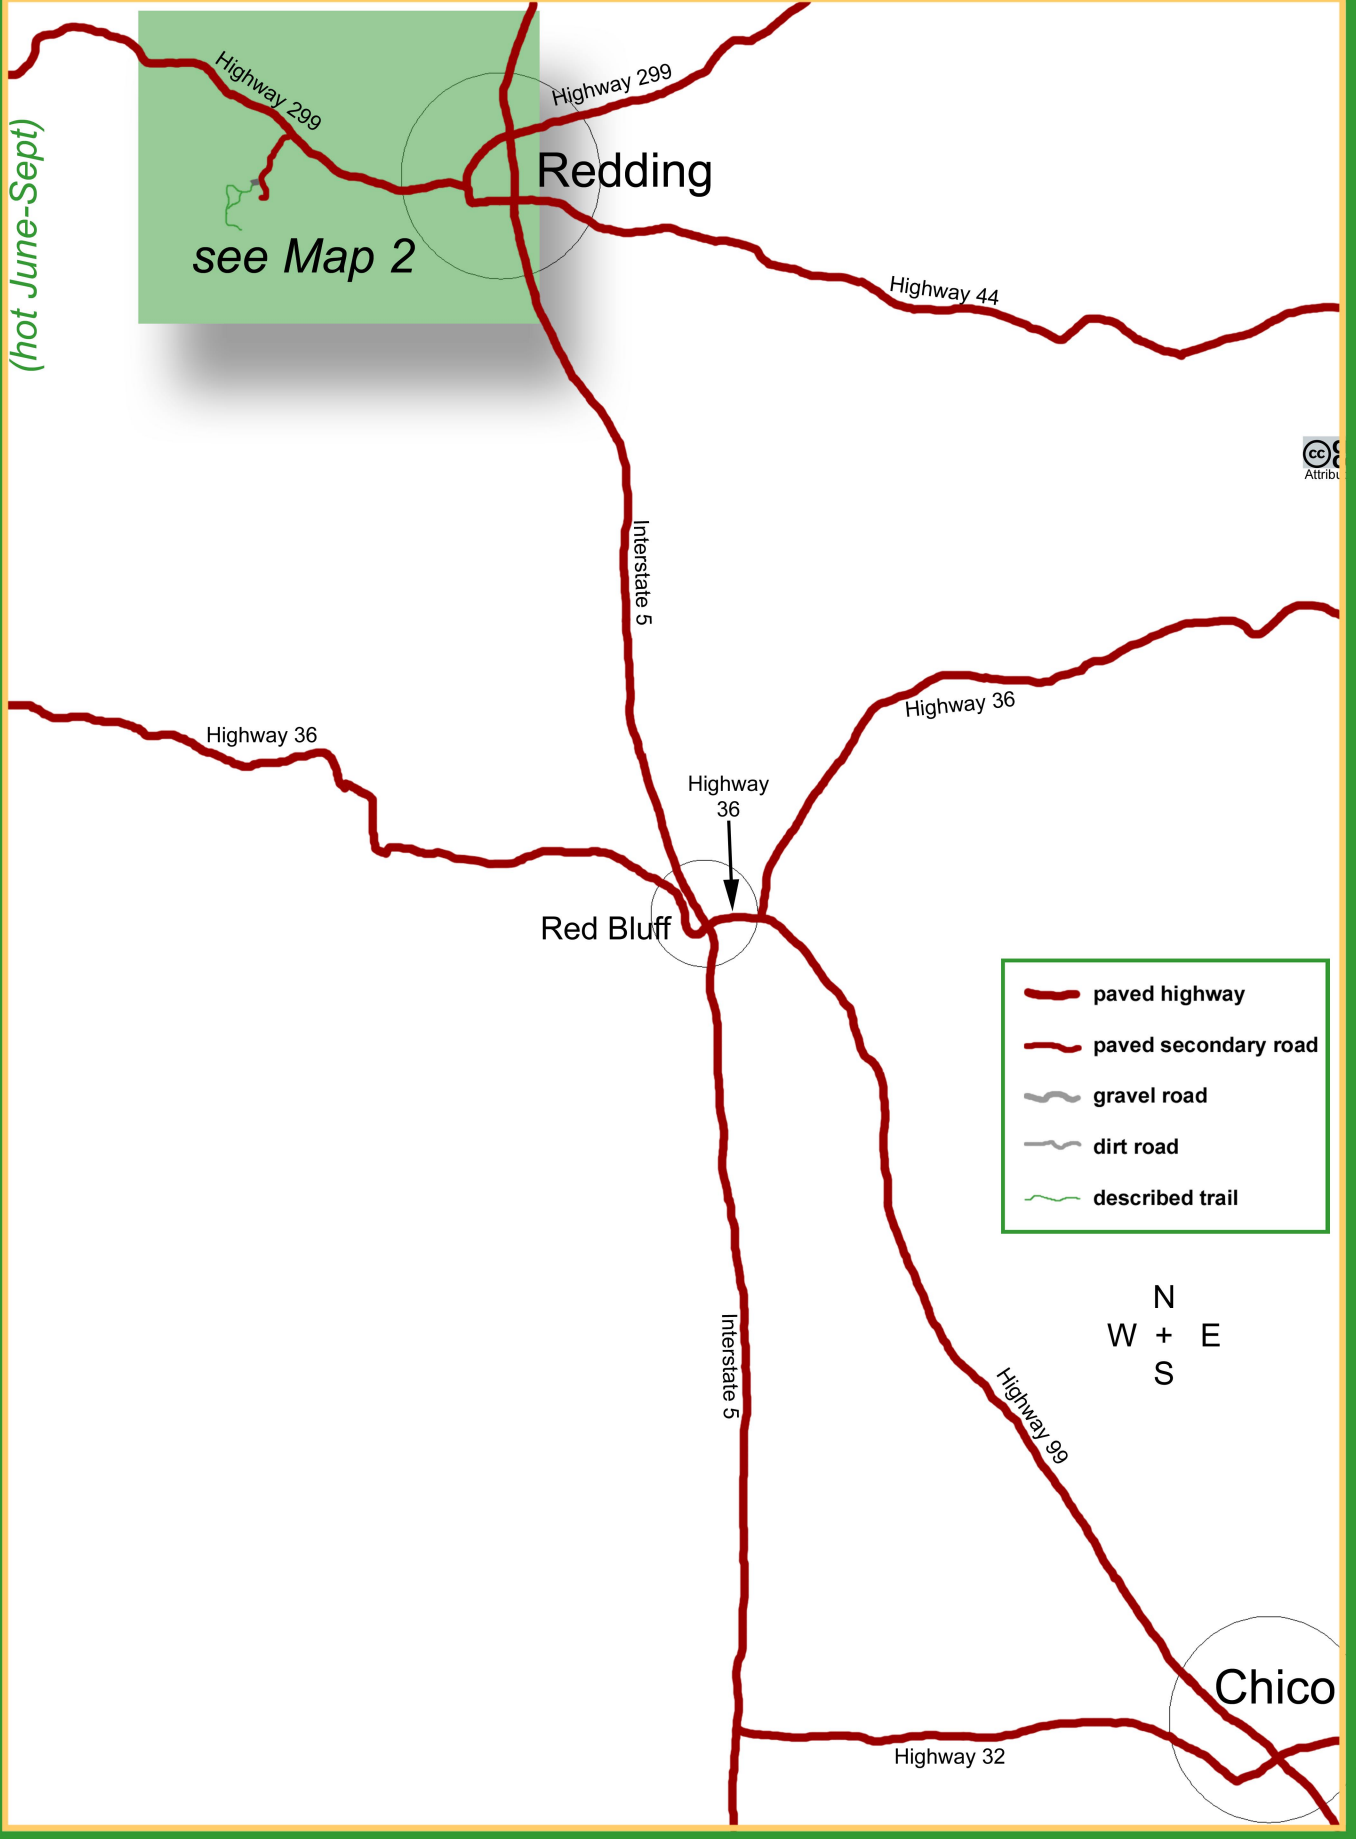 Highway 299
Highway 299
(hot June-Sept)
Redding
see Map 2
Highway 44
cc
Attribu
Interstate 5
Highway 36
Highway 36
Highway
36
Red Bluff
paved highway
paved secondary road
gravel road
dirt road
described trail
N
W + E
S
Interstate 5
Highway 99
Chico
Highway 32